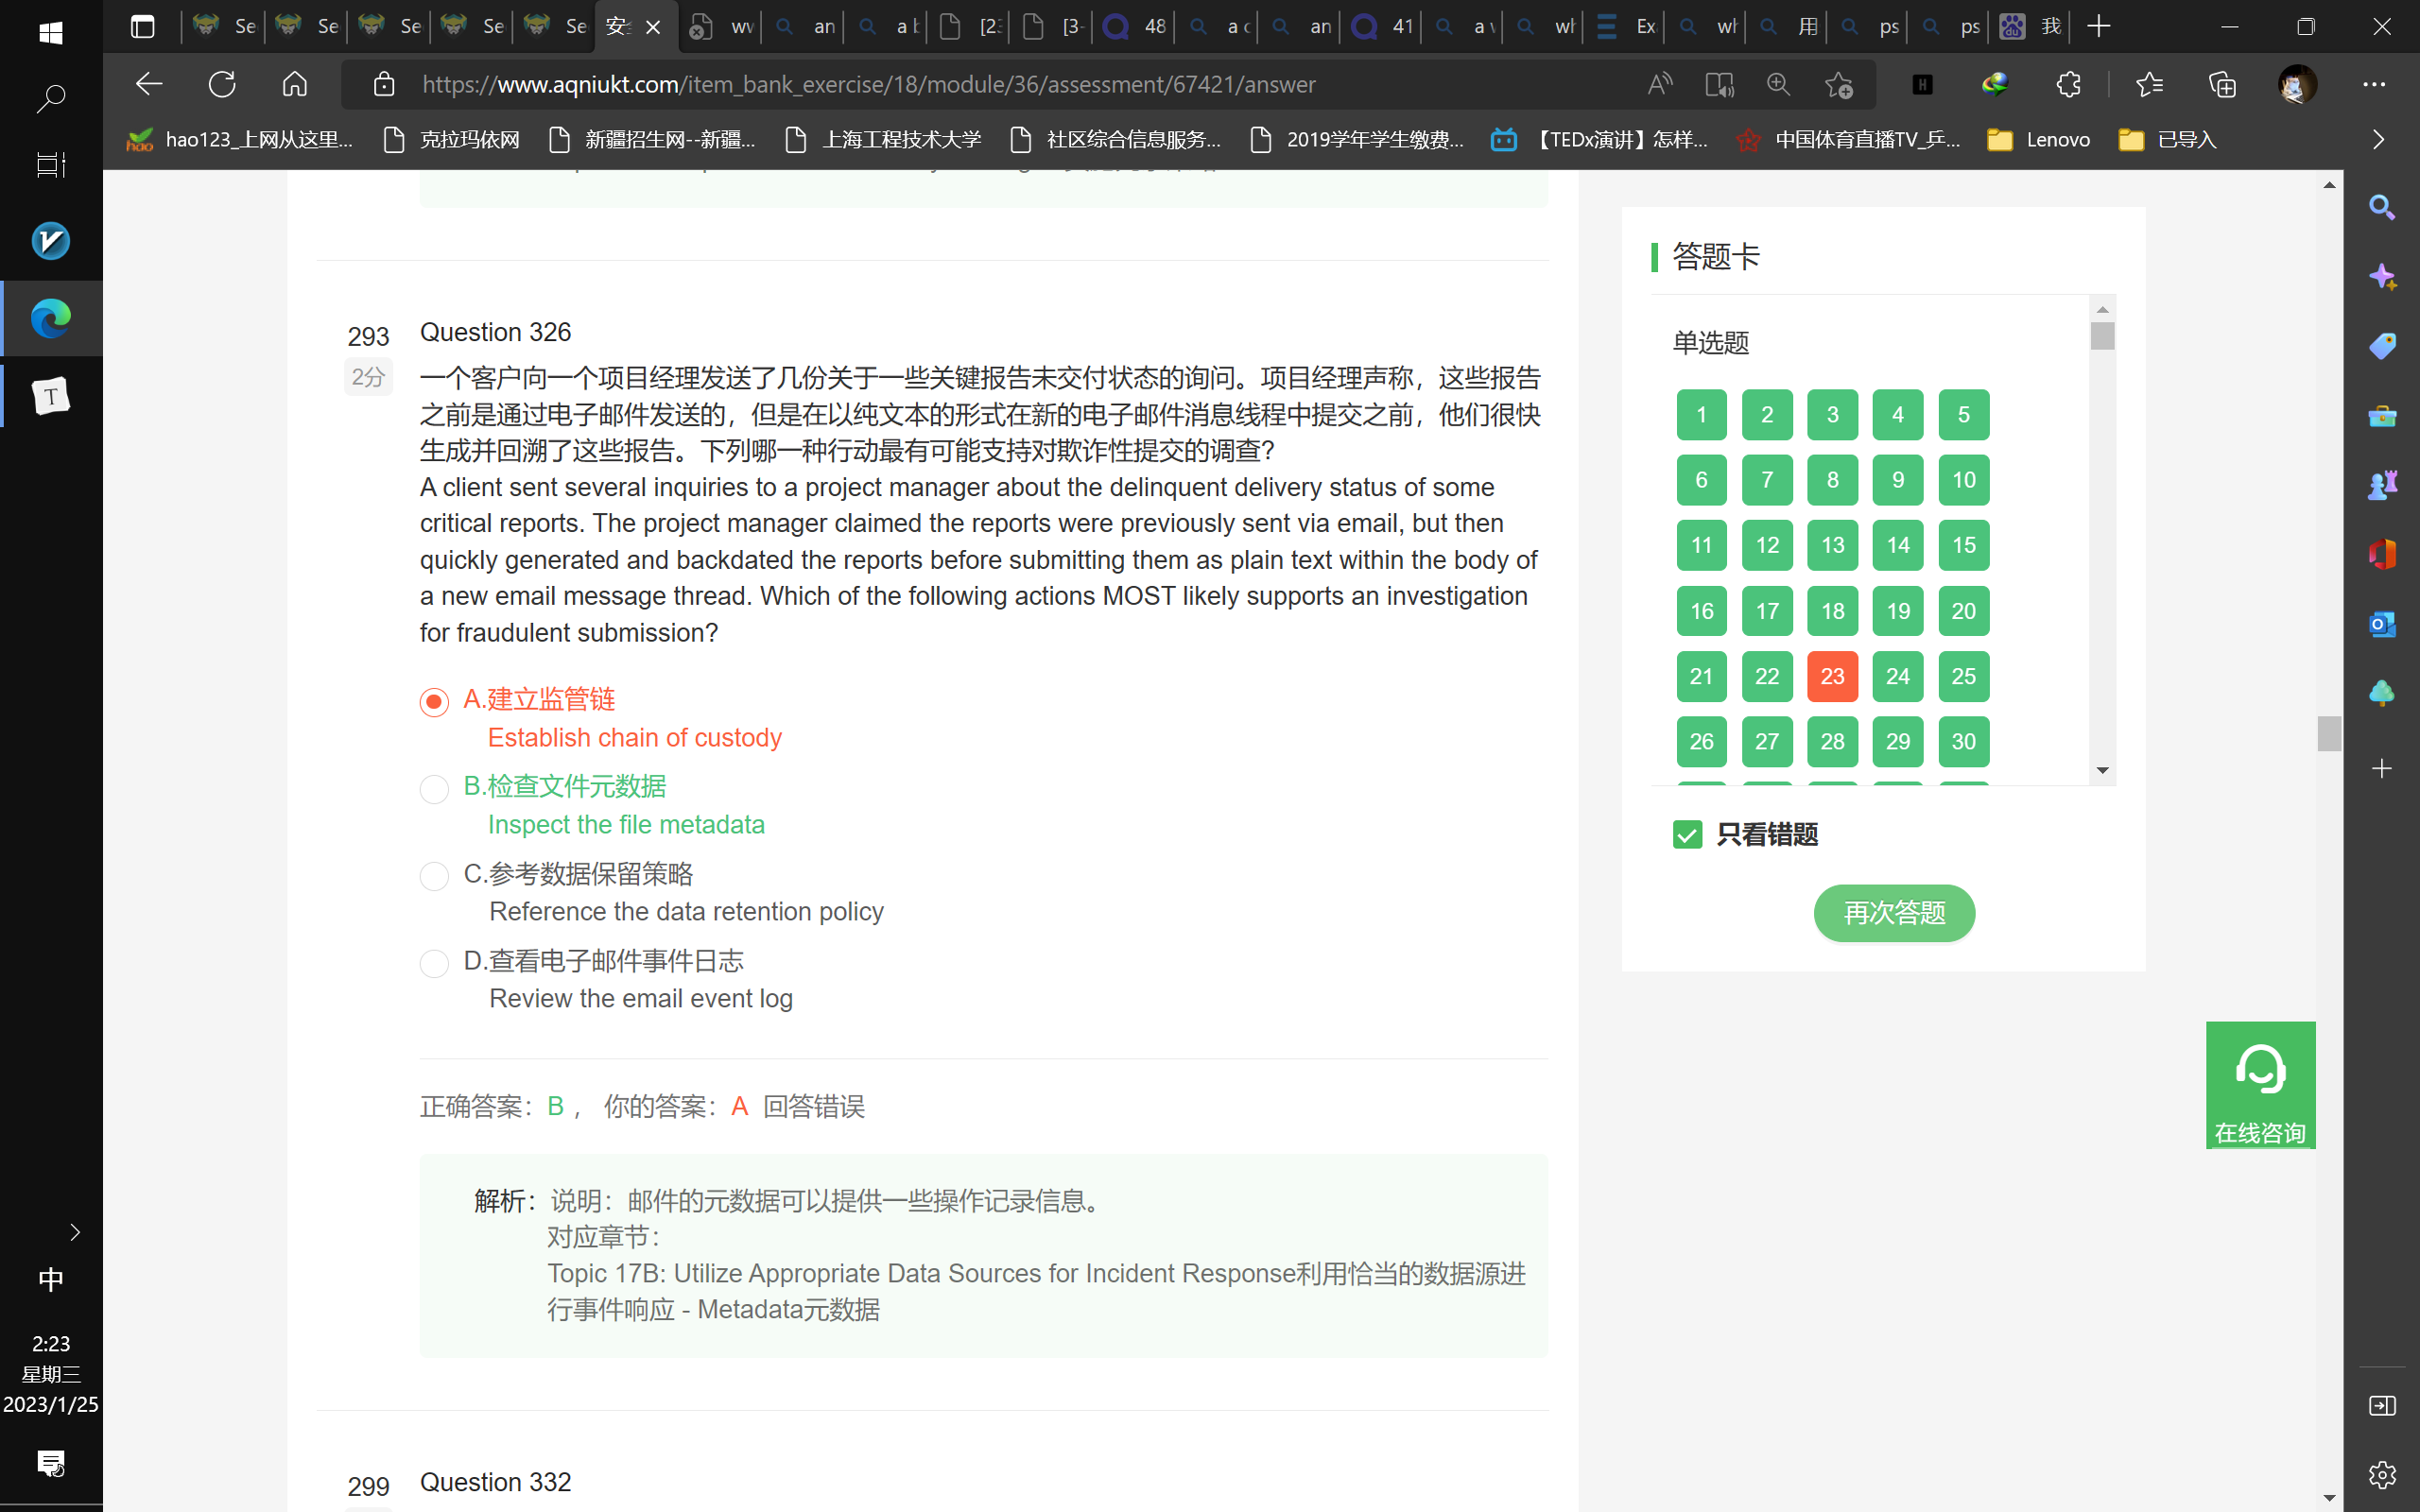 Se
Se
Se
Se
Se
安全
wv
an
a b
[23
[3-
48
a c
an
41
a v
wh
Ex
wh
用
ps
ps
我
https://www.aqniukt.com/item_bank_exercise/18/module/36/assessment/67421/answer
hao123_上网从这里...
克拉玛依网
新疆招生网--新疆...
上海工程技术大学
社区综合信息服务...
2019学年学生缴费...
【TEDx演讲】怎样...
中国体育直播TV_乒...
Lenovo
已导入
293
2分
Question 326
一个客户向一个项目经理发送了几份关于一些关键报告未交付状态的询问。项目经理声称，这些报告
之前是通过电子邮件发送的，但是在以纯文本的形式在新的电子邮件消息线程中提交之前，他们很快
生成并回溯了这些报告。下列哪一种行动最有可能支持对欺诈性提交的调查?
A client sent several inquiries to a project manager about the delinquent delivery status of some
critical reports. The project manager claimed the reports were previously sent via email, but then
quickly generated and backdated the reports before submitting them as plain text within the body of
a new email message thread. Which of the following actions MOST likely supports an investigation
for fraudulent submission?
A.建立监管链
Establish chain of custody
B.检查文件元数据
Inspect the file metadata
C.参考数据保留策略
Reference the data retention policy
D.查看电子邮件事件日志
Review the email event log
正确答案：B ， 你的答案：A 回答错误
解析：说明：邮件的元数据可以提供一些操作记录信息。
对应章节：
Topic 17B: Utilize Appropriate Data Sources for Incident Response利用恰当的数据源进
行事件响应 - Metadata元数据
299
Question 332
答题卡
单选题
1 2 3 4 5
6 7 8 9 10
11 12 13 14 15
16 17 18 19 20
21 22 23 24 25
26 27 28 29 30
只看错题
再次答题
在线咨询
中
2:23
星期三
2023/1/25